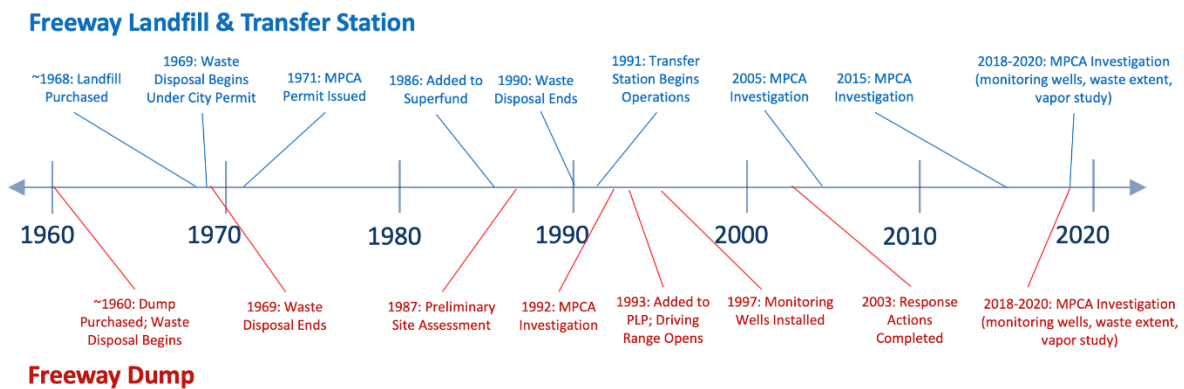 Freeway Landfill & Transfer Station
~1968: Landfill
Purchased
1969: Waste
Disposal Begins
Under City Permit
1971: MPCA
Permit Issued
1986: Added to
Superfund
1990: Waste
Disposal Ends
1991: Transfer
Station Begins
Operations
2005: MPCA
Investigation
2015: MPCA
Investigation
2018-2020: MPCA Investigation
(monitoring wells, waste extent,
vapor study)
1960
1970
1980
1990
2000
2010
2020
~1960: Dump
Purchased; Waste
Disposal Begins
1969: Waste
Disposal Ends
1987: Preliminary
Site Assessment
1992: MPCA
Investigation
1993: Added to
PLP; Driving
Range Opens
1997: Monitoring
Wells Installed
2003: Response
Actions
Completed
2018-2020: MPCA Investigation
(monitoring wells, waste extent,
vapor study)
Freeway Dump